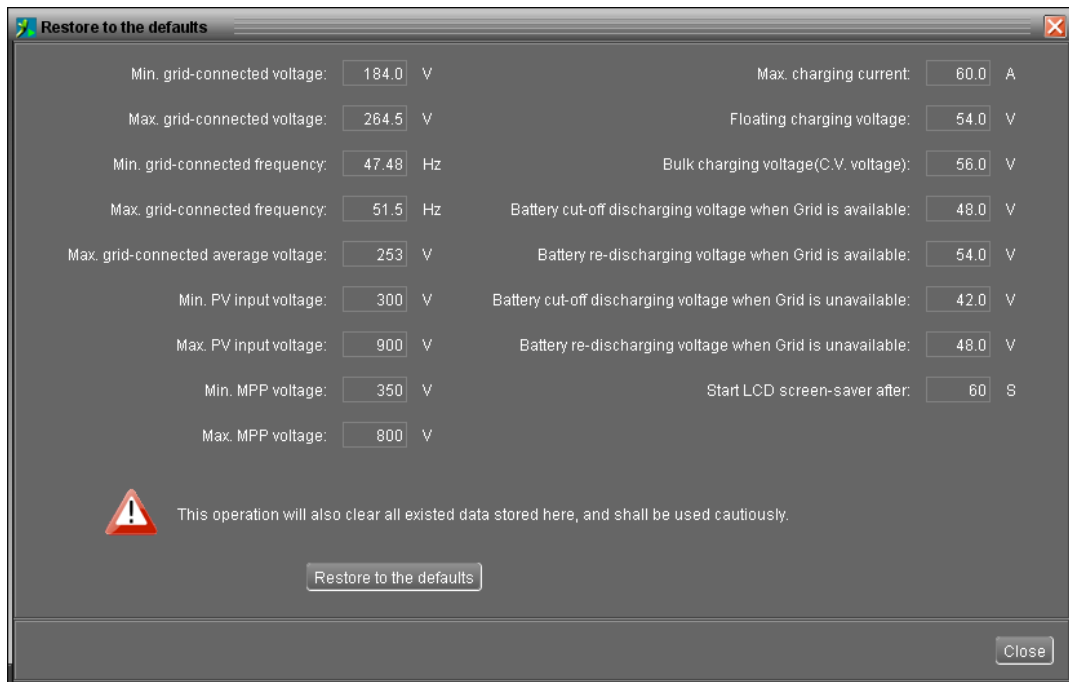 Restore to the defaults
Min. grid-connected voltage: 184.0 V
Max. grid-connected voltage: 264.5 V
Min. grid-connected frequency: 47.48 Hz
Max. grid-connected frequency: 51.5 Hz
Max. grid-connected average voltage: 253 V
Min. PV input voltage: 300 V
Max. PV input voltage: 900 V
Min. MPP voltage: 350 V
Max. MPP voltage: 800 V
Max. charging current: 60.0 A
Floating charging voltage: 54.0 V
Bulk charging voltage(C.V. voltage): 56.0 V
Battery cut-off discharging voltage when Grid is available: 48.0 V
Battery re-discharging voltage when Grid is available: 54.0 V
Battery cut-off discharging voltage when Grid is unavailable: 42.0 V
Battery re-discharging voltage when Grid is unavailable: 48.0 V
Start LCD screen-saver after: 60 S
This operation will also clear all existed data stored here, and shall be used cautiously.
Restore to the defaults
Close